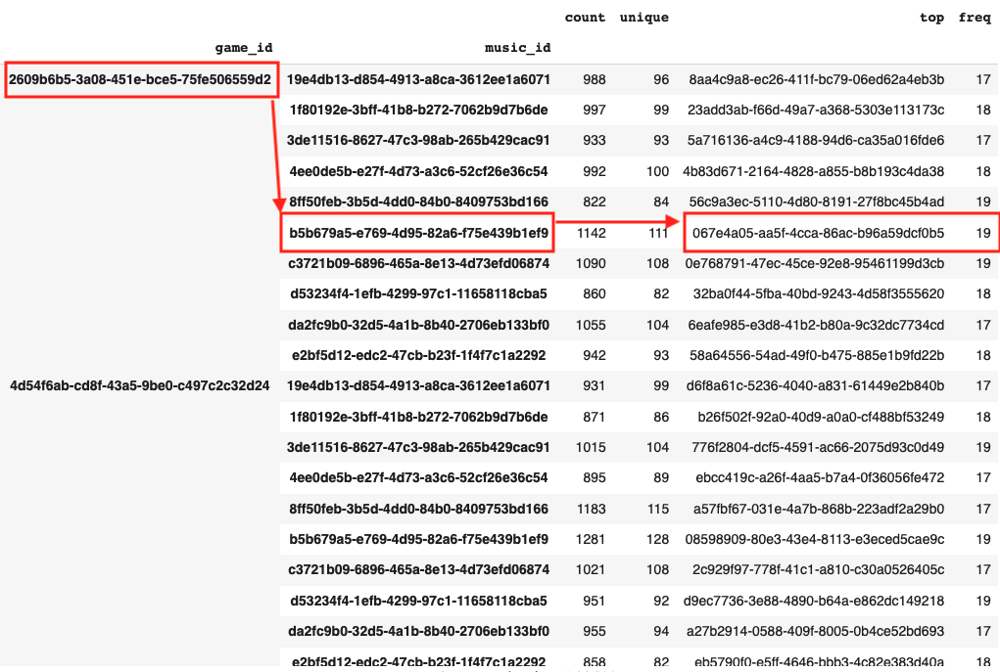 count unique top freq
game_id music_id
2609b6b5-3a08-451e-bce5-75fe506559d2 19e4db13-d854-4913-a8ca-3612ee1a6071 988 96 8aa4c9a8-ec26-411f-bc79-06ed62a4eb3b 17
1f80192e-3bff-41b8-b272-7062b9d7b6de 997 99 23add3ab-f66d-49a7-a368-5303e113173c 18
3de11516-8627-47c3-98ab-265b429cac91 933 93 5a716136-a4c9-4188-94d6-ca35a016fde6 17
4ee0de5b-e27f-4d73-a3c6-52cf26e36c54 992 100 4b83d671-2164-4828-a855-b8b193c4da38 18
8ff50feb-3b5d-4dd0-84b0-8409753bd166 822 84 56c9a3ec-5110-4d80-8191-27f8bc45b4ad 19
b5b679a5-e769-4d95-82a6-f75e439b1ef9 1142 111 067e4a05-aa5f-4cca-86ac-b96a59dcf0b5 19
c3721b09-6896-465a-8e13-4d73efd06874 1090 108 0e768791-47ec-45ce-92e8-95461199d3cb 19
d53234f4-1efb-4299-97c1-11658118cba5 860 82 32ba0f44-5fba-40bd-9243-4d58f3555620 18
da2fc9b0-32d5-4a1b-8b40-2706eb133bf0 1055 104 6eafe985-e3d8-41b2-b80a-9c32dc7734cd 17
e2bf5d12-edc2-47cb-b23f-1f4f7c1a2292 942 93 58a64556-54ad-49f0-b475-885e1b9fd22b 18
4d54f6ab-cd8f-43a5-9be0-c497c2c32d24 19e4db13-d854-4913-a8ca-3612ee1a6071 931 99 d6f8a61c-5236-4040-a831-61449e2b840b 17
1f80192e-3bff-41b8-b272-7062b9d7b6de 871 86 b26f502f-92a0-40d9-a0a0-cf488bf53249 18
3de11516-8627-47c3-98ab-265b429cac91 1015 104 776f2804-dcf5-4591-ac66-2075d93c0d49 19
4ee0de5b-e27f-4d73-a3c6-52cf26e36c54 895 89 ebcc419c-a26f-4aa5-b7a4-0f36056fe472 17
8ff50feb-3b5d-4dd0-84b0-8409753bd166 1183 115 a57fbf67-031e-4a7b-868b-223adf2a29b0 17
b5b679a5-e769-4d95-82a6-f75e439b1ef9 1281 128 08598909-80e3-43e4-8113-e3eced5cae9c 19
c3721b09-6896-465a-8e13-4d73efd06874 1021 108 2c929f97-778f-41c1-a810-c30a0526405c 17
d53234f4-1efb-4299-97c1-11658118cba5 951 92 d9ec7736-3e88-4890-b64a-e862dc149218 19
da2fc9b0-32d5-4a1b-8b40-2706eb133bf0 955 94 a27b2914-0588-409f-8005-0b4ce52bd693 17
e2bf5d12-edc2-47cb-b23f-1f4f7c1a2292 858 82 eb5790f0-e5ff-4646-bbb3-4c82e383d40a 18